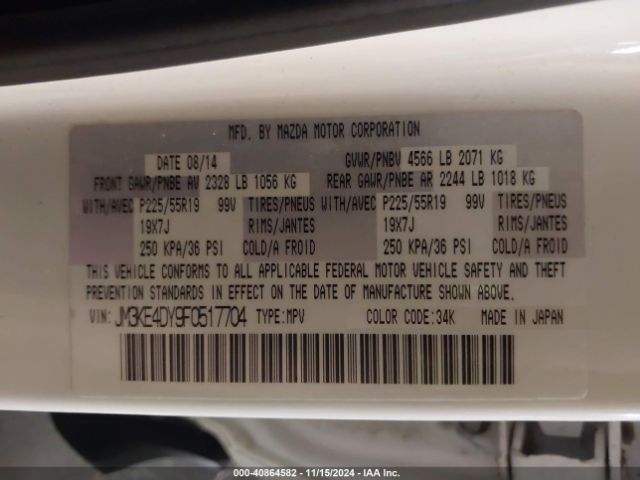 MFD. BY MAZDA MOTOR CORPORATION
DATE 08/14 GVWR/PNBV 4566 LB 2071 KG
FRONT GAWR/PNBE AV 2328 LB 1056 KG REAR GAWR/PNBE AR 2244 LB 1018 KG
WITH/AVEC P225/55R19 99V TIRES/PNEUS WITH/AVEC P225/55R19 99V TIRES/PNEUS
19X7J RIMS/JANTES 19X7J RIMS/JANTES
250 KPA/36 PSI COLD/A FROID 250 KPA/36 PSI COLD/A FROID
THIS VEHICLE CONFORMS TO ALL APPLICABLE FEDERAL MOTOR VEHICLE SAFETY AND THEFT
PREVENTION STANDARDS IN EFFECT ON THE DATE OF MANUFACTURE SHOWN ABOVE.
VIN: JM3KE4DY9F0517704 TYPE:MPV COLOR CODE:34K MADE IN JAPAN
000-40864582 - 11/15/2024 - IAA Inc.